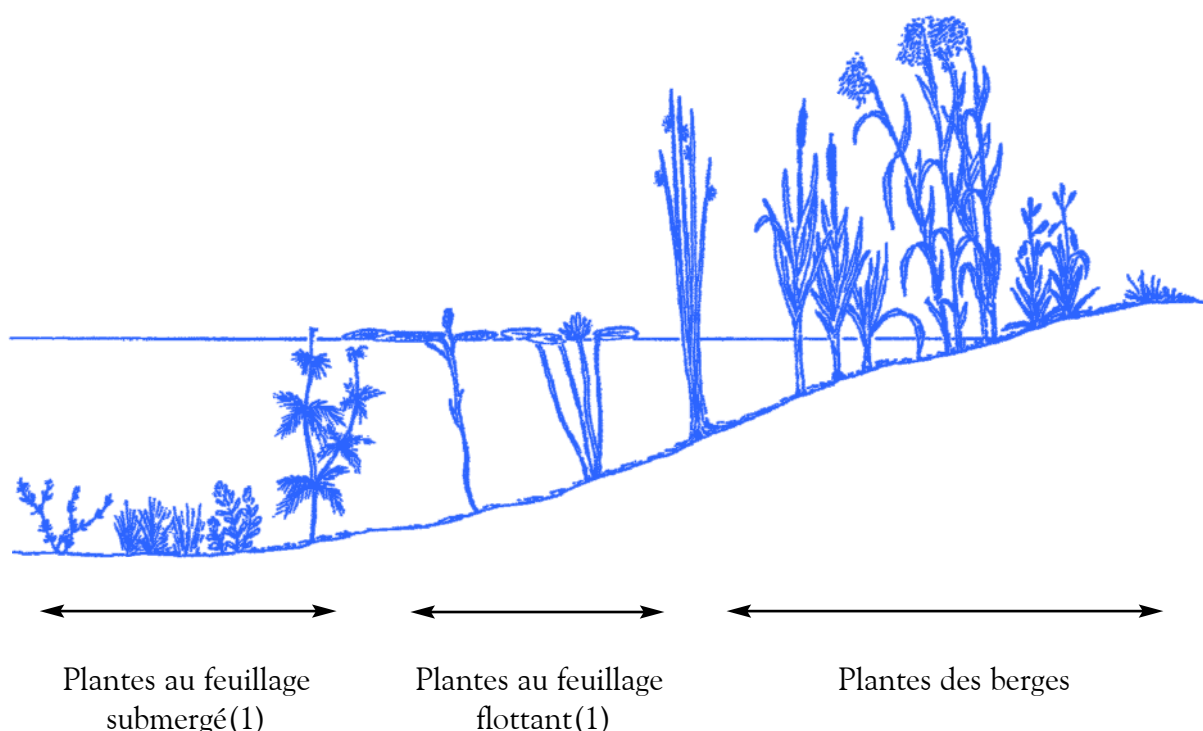 Plantes au feuillage
submergé(1)
Plantes au feuillage
flottant(1)
Plantes des berges